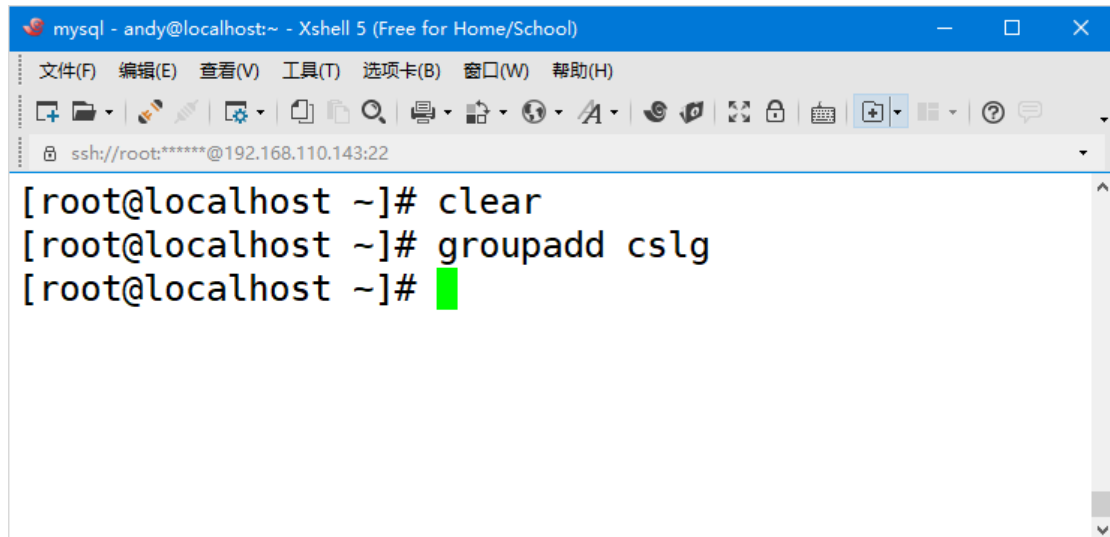 mysql - andy@localhost:~ - Xshell 5 (Free for Home/School)
文件(F) 编辑(E) 查看(V) 工具(T) 选项卡(B) 窗口(W) 帮助(H)
ssh://root:******@192.168.110.143:22
[root@localhost ~]# clear
[root@localhost ~]# groupadd cslg
[root@localhost ~]#